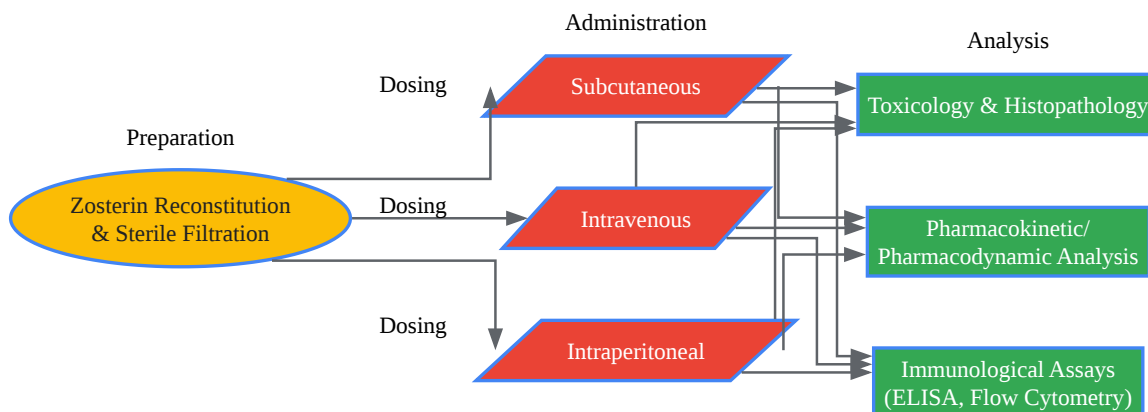 Administration
Analysis
Dosing
Subcutaneous
Toxicology & Histopathology
Preparation
Zosterin Reconstitution
& Sterile Filtration
Dosing
Intravenous
Pharmacokinetic/
Pharmacodynamic Analysis
Dosing
Intraperitoneal
Immunological Assays
(ELISA, Flow Cytometry)